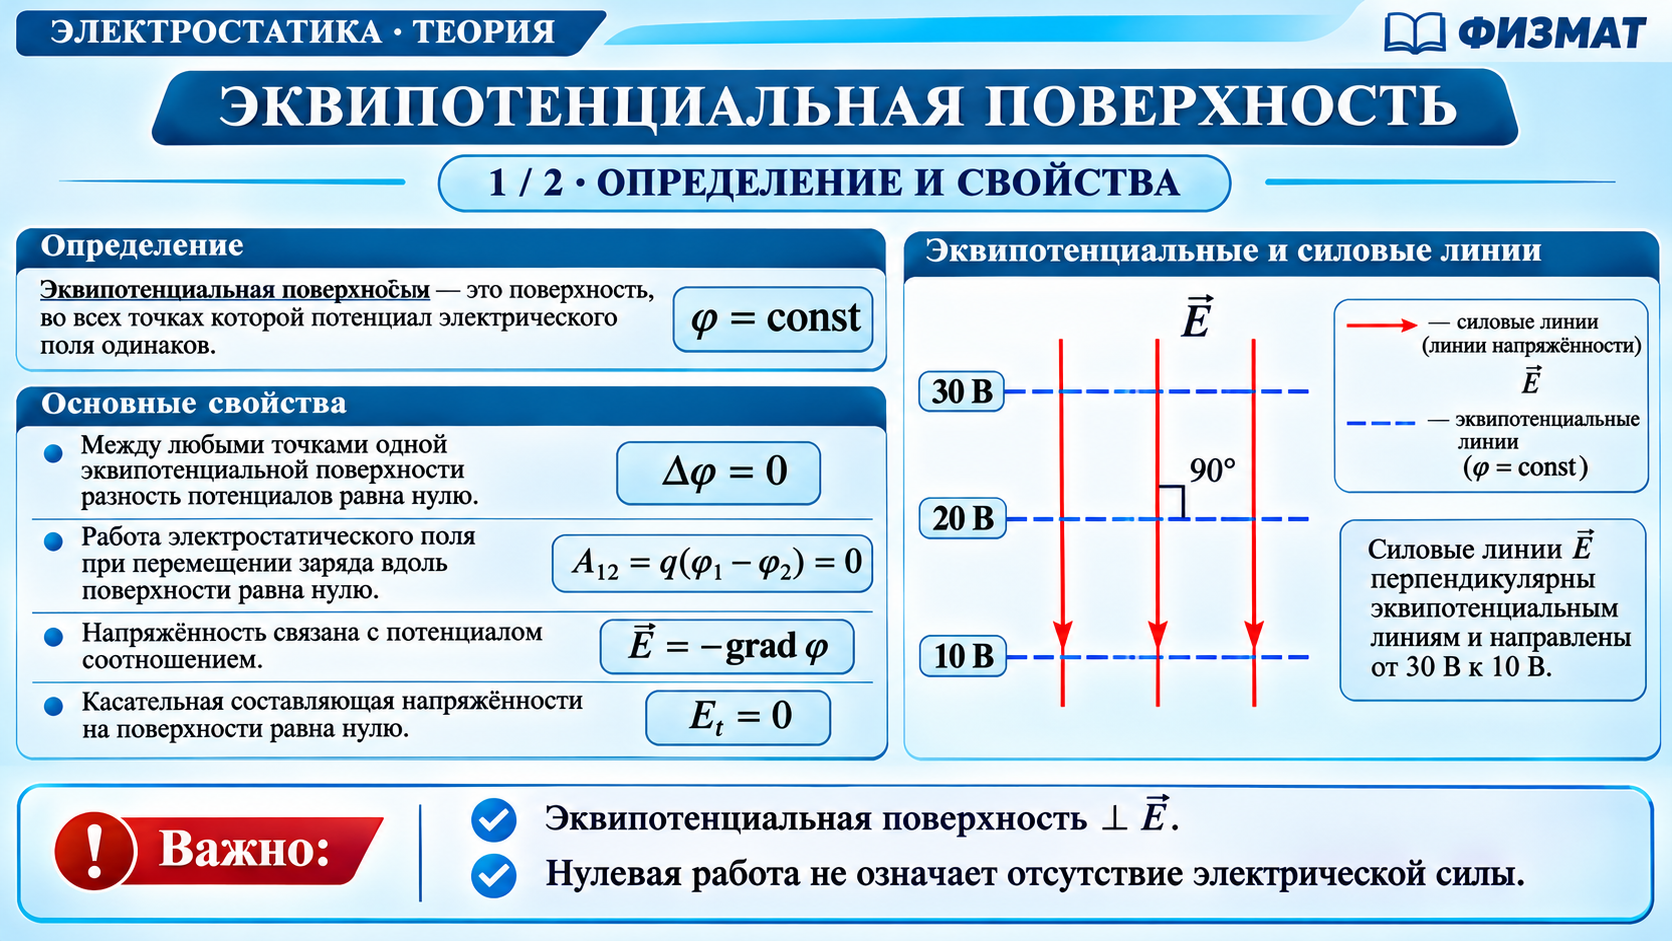 ЭЛЕКТРОСТАТИКА · ТЕОРИЯ
ФИЗМАТ
ЭКВИПОТЕНЦИАЛЬНАЯ ПОВЕРХНОСТЬ
1 / 2 · ОПРЕДЕЛЕНИЕ И СВОЙСТВА
Определение
Эквипотенциальная — это поверхность,
во всех точках которой потенциал электрического
поля одинаков.
φ = const
Основные свойства
Между любыми точками одной
эквипотенциальной поверхности
разность потенциалов равна нулю.
Δφ = 0
Работа электростатического поля
при перемещении заряда вдоль
поверхности равна нулю.
A₁₂ = q(φ₁ − φ₂) = 0
Напряжённость связана с потенциалом
соотношением.
E⃗ = −grad φ
Касательная составляющая напряжённости
на поверхности равна нулю.
Eₜ = 0
Эквипотенциальные и силовые линии
E⃗
30 В
90°
20 В
10 В
— силовые линии
(линии напряжённости)
E⃗
— эквипотенциальные
линии
(φ = const)
Силовые линии E⃗
перпендикулярны
эквипотенциальным
линиям и направлены
от 30 В к 10 В.
! Важно:
Эквипотенциальная поверхность ⊥ E⃗.
Нулевая работа не означает отсутствие электрической силы.